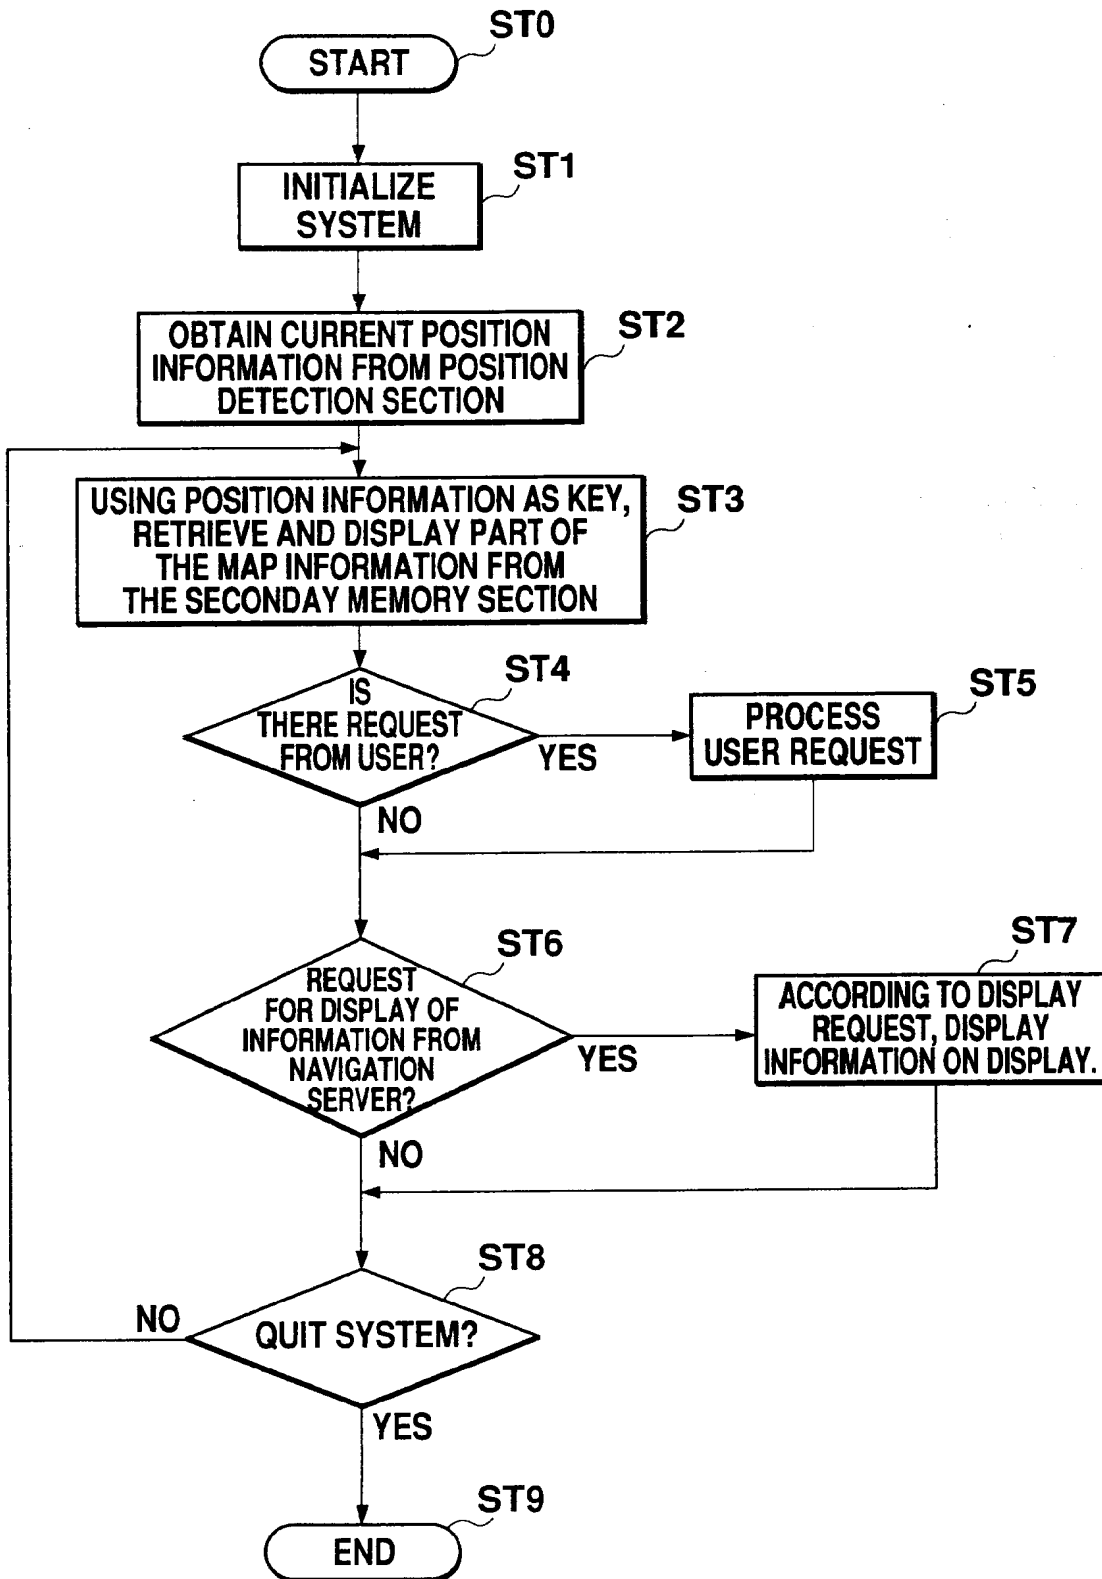 ST0
START
ST1
INITIALIZE
SYSTEM
ST2
OBTAIN CURRENT POSITION
INFORMATION FROM POSITION
DETECTION SECTION
ST3
USING POSITION INFORMATION AS KEY,
RETRIEVE AND DISPLAY PART OF
THE MAP INFORMATION FROM
THE SECONDAY MEMORY SECTION
ST4
IS
THERE REQUEST
FROM USER?
YES
NO
ST5
PROCESS
USER REQUEST
ST6
REQUEST
FOR DISPLAY OF
INFORMATION FROM
NAVIGATION
SERVER?
YES
NO
ST7
ACCORDING TO DISPLAY
REQUEST, DISPLAY
INFORMATION ON DISPLAY.
ST8
QUIT SYSTEM?
NO
YES
ST9
END